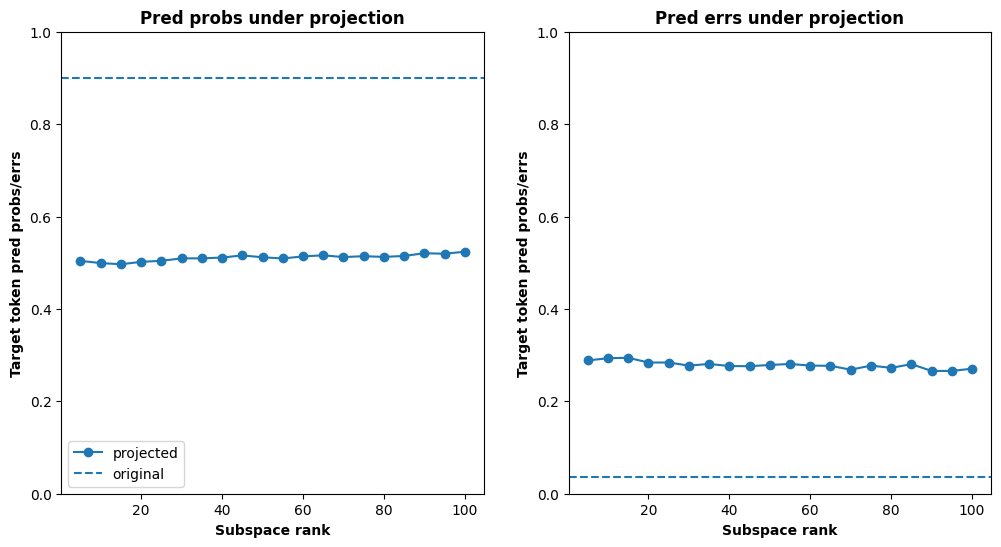 Pred probs under projection
Target token pred probs/errs
1.0
0.8
0.6
0.4
0.2
0.0
projected
original
20
40
60
80
100
Subspace rank
Pred errs under projection
Target token pred probs/errs
1.0
0.8
0.6
0.4
0.2
0.0
20
40
60
80
100
Subspace rank